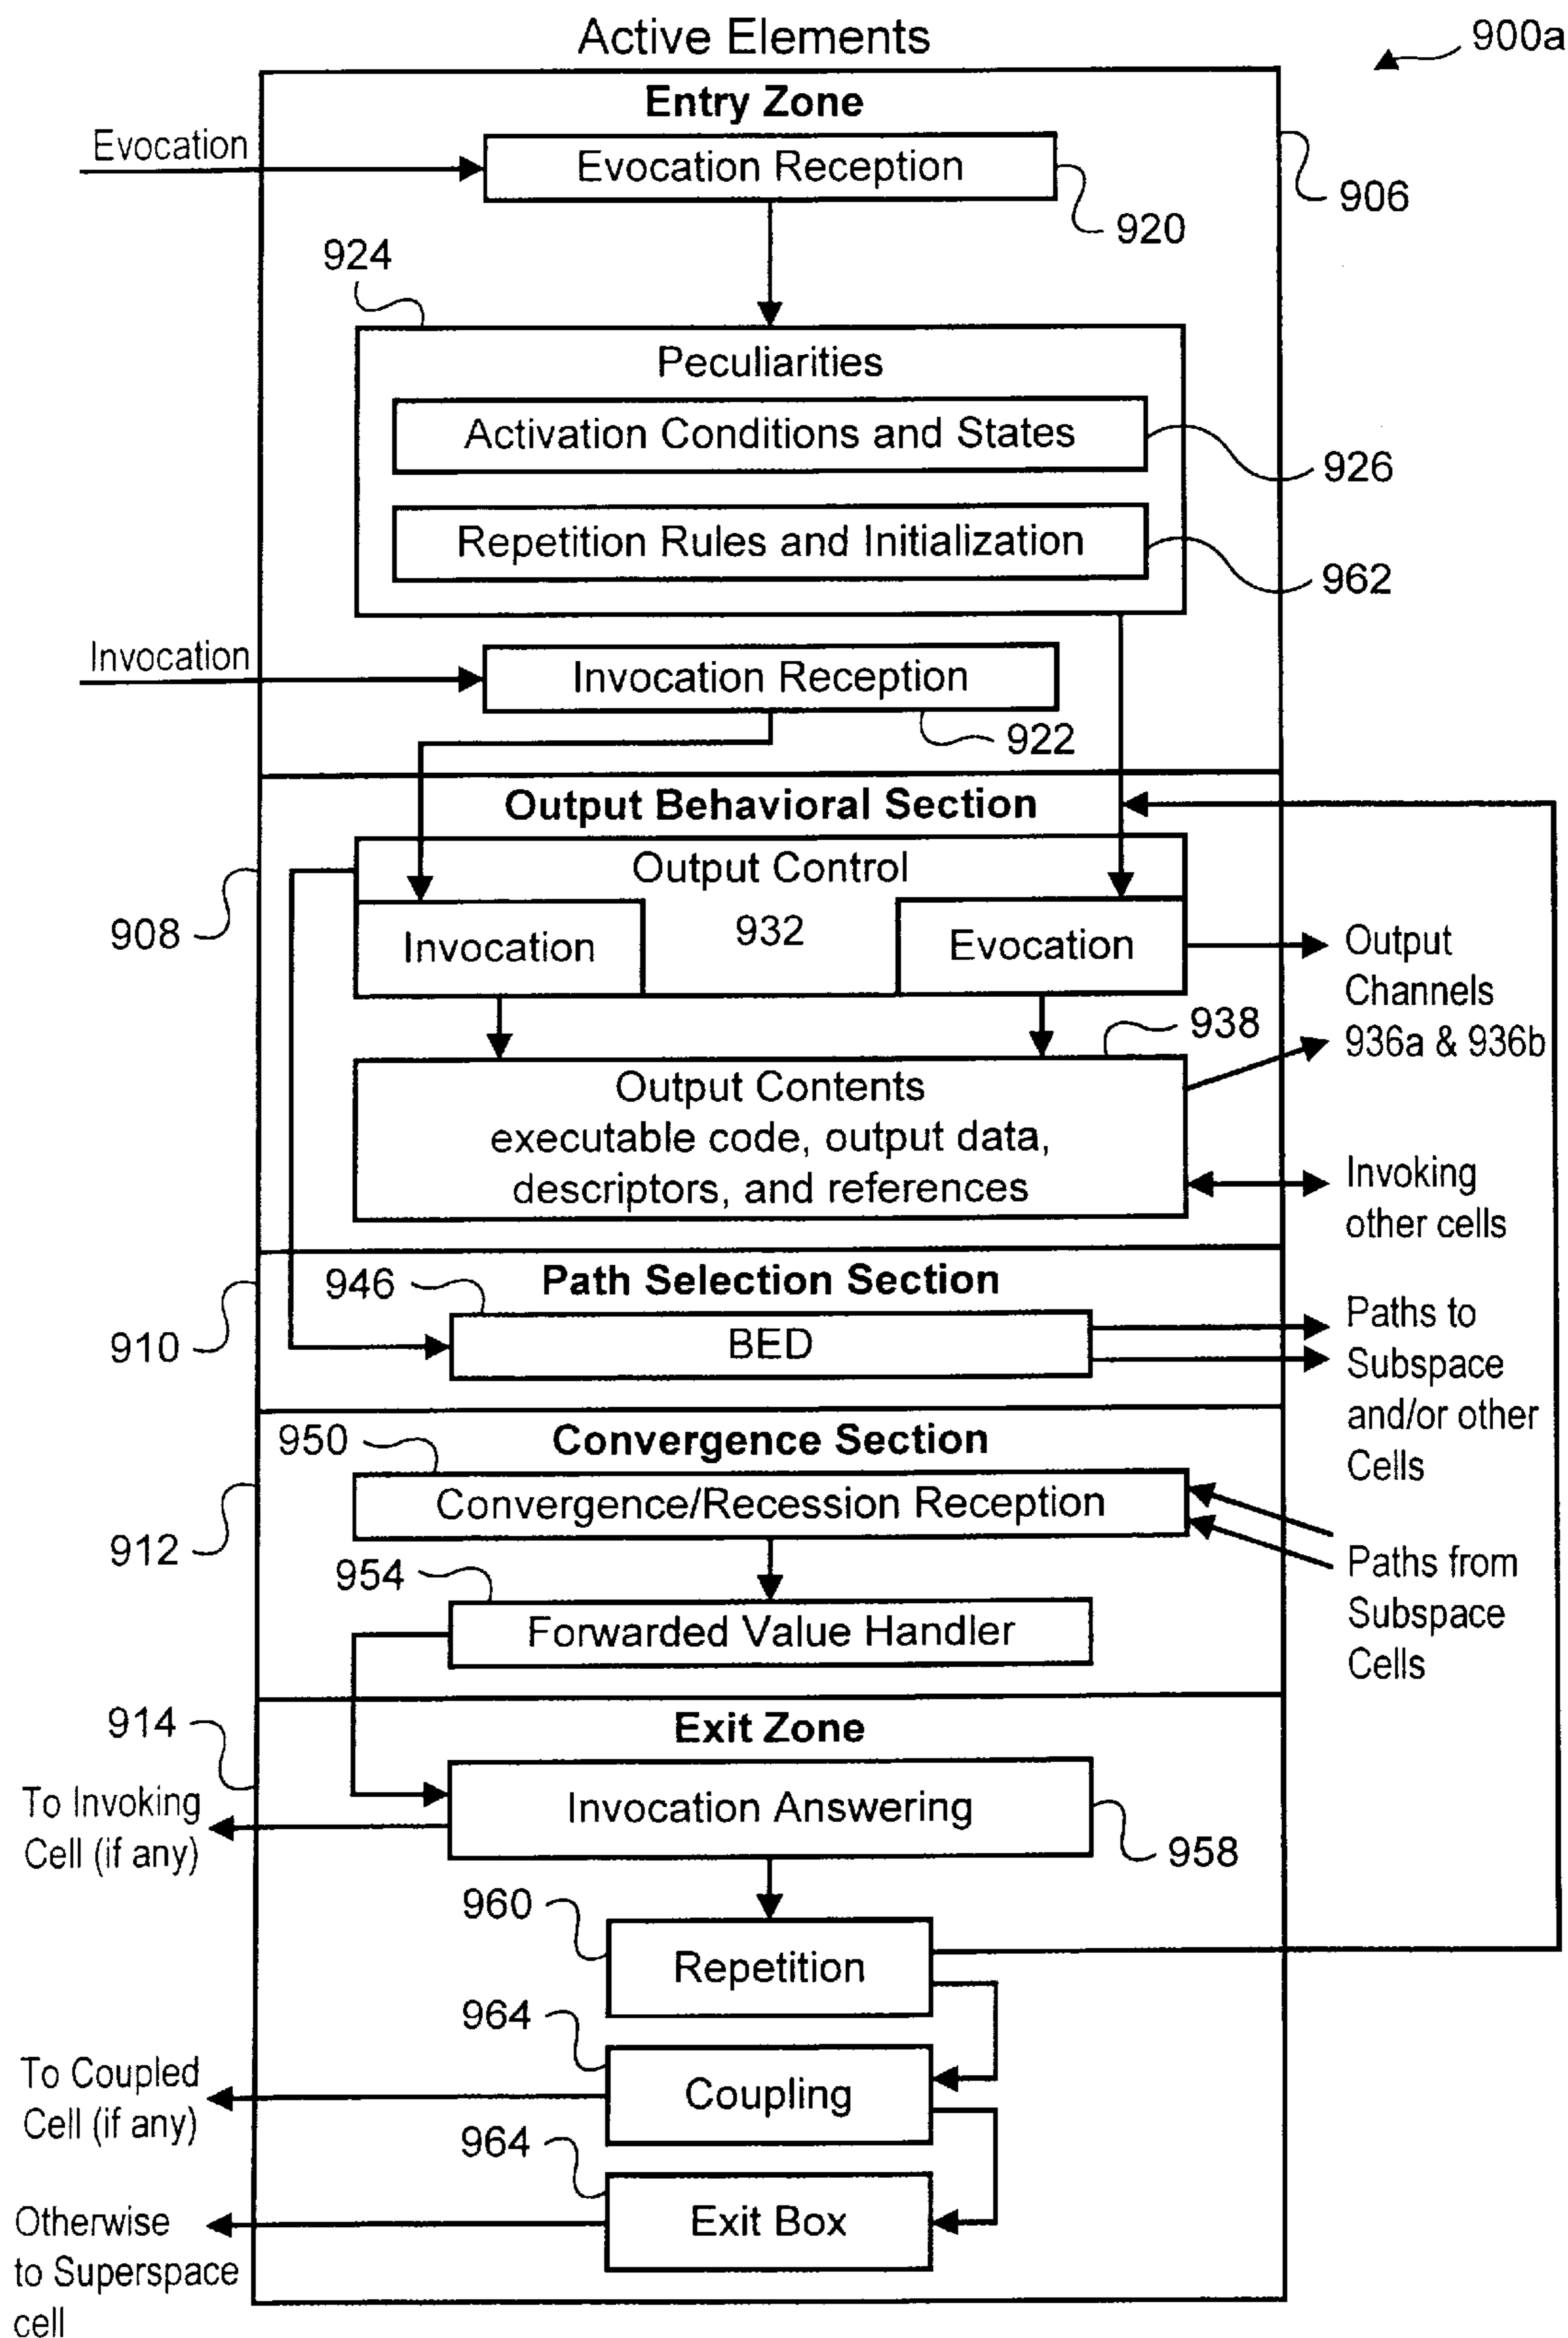 Active Elements
900a
Entry Zone
Evocation
Evocation Reception
906
920
924
Peculiarities
Activation Conditions and States
926
Repetition Rules and Initialization
962
Invocation
Invocation Reception
922
Output Behavioral Section
Output Control
908
Invocation
932
Evocation
Output
Channels
936a & 936b
938
Output Contents
executable code, output data,
descriptors, and references
Invoking
other cells
Path Selection Section
946
910
BED
Paths to
Subspace
and/or other
Cells
Convergence Section
950
Convergence/Recession Reception
912
954
Forwarded Value Handler
Paths from
Subspace
Cells
914
Exit Zone
To Invoking
Cell (if any)
Invocation Answering
958
960
Repetition
964
To Coupled
Cell (if any)
Coupling
964
Otherwise
to Superspace
cell
Exit Box